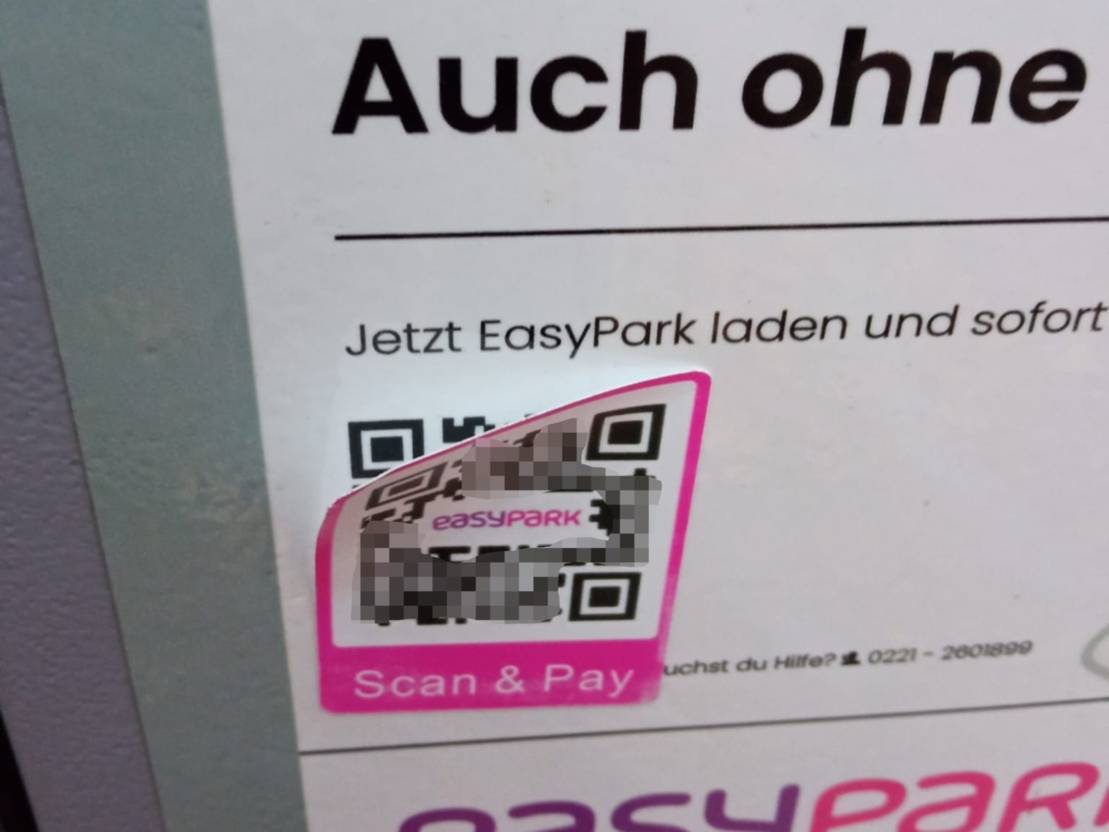 Auch ohne
Jetzt EasyPark laden und sofort
easyPARK
Scan & Pay
uchst du Hilfe? 0221 - 2601899
easyPAR